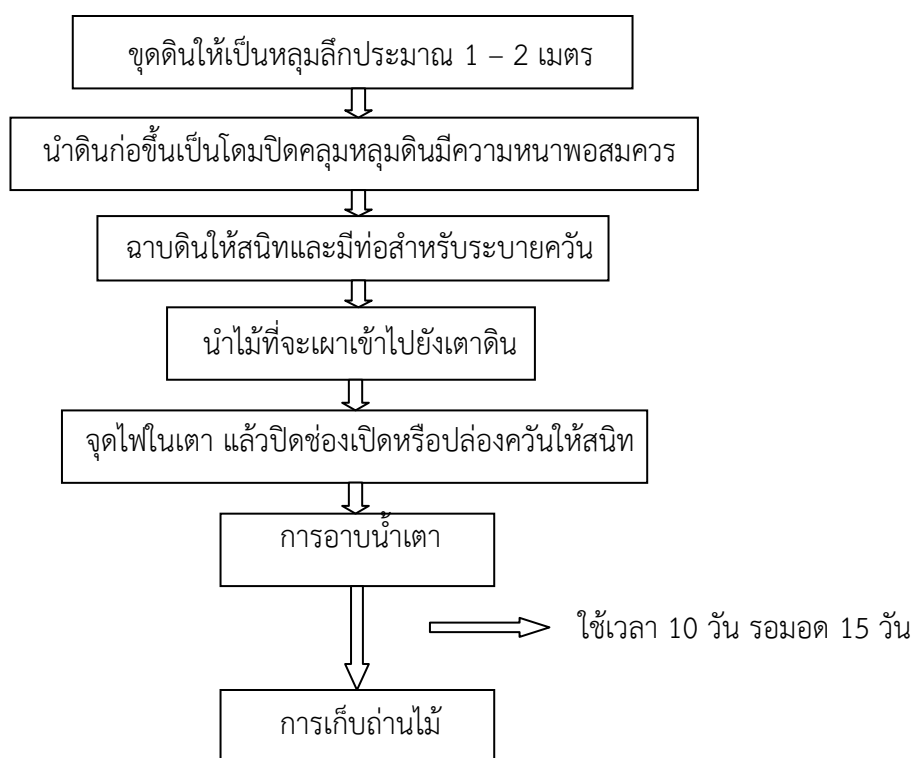 ขุดดินให้เป็นหลุมลึกประมาณ 1 – 2 เมตร
นำดินก่อขึ้นเป็นโดมปิดคลุมหลุมดินมีความหนาพอสมควร
ฉาบดินให้สนิทและมีท่อสำหรับระบายควัน
นำไม้ที่จะเผาเข้าไปยังเตาดิน
จุดไฟในเตา แล้วปิดช่องเปิดหรือปล่องควันให้สนิท
การอาบน้ำเตา
ใช้เวลา 10 วัน รอมอด 15 วัน
การเก็บถ่านไม้